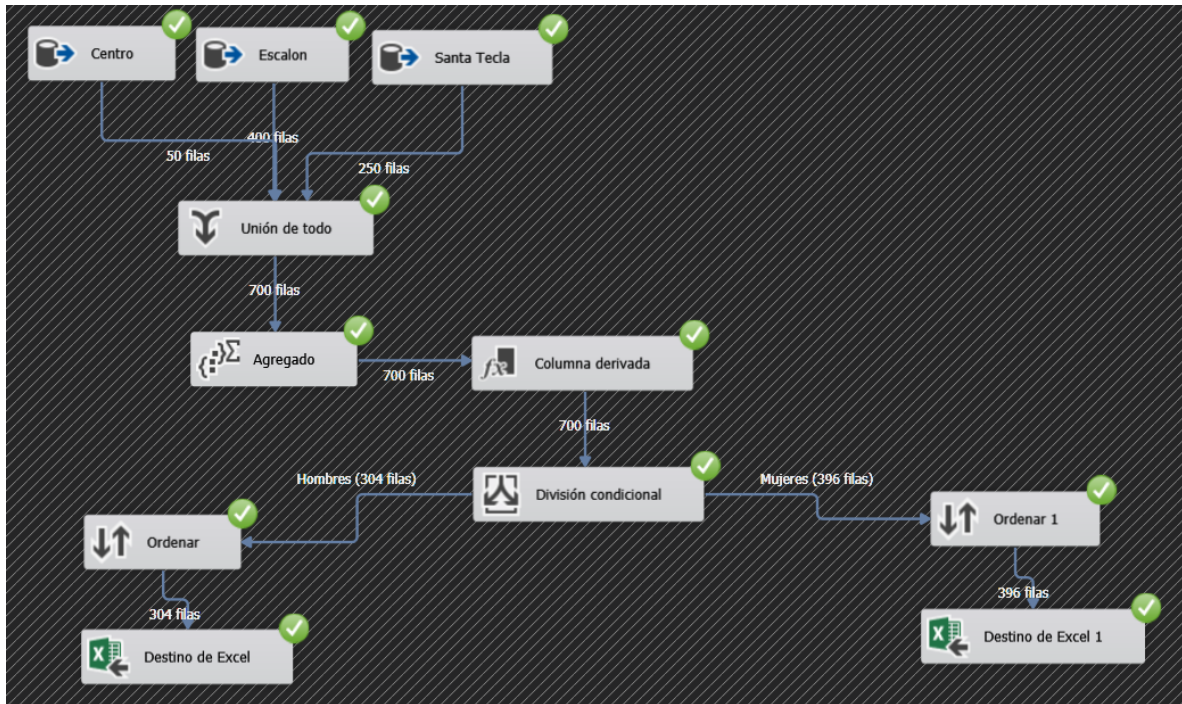 Centro
Escalon
Santa Tecla
400 filas
50 filas
250 filas
Unión de todo
700 filas
Agregado
700 filas
Columna derivada
700 filas
Hombres (304 filas)
División condicional
Mujeres (396 filas)
Ordenar
Ordenar 1
304 filas
396 filas
Destino de Excel
Destino de Excel 1